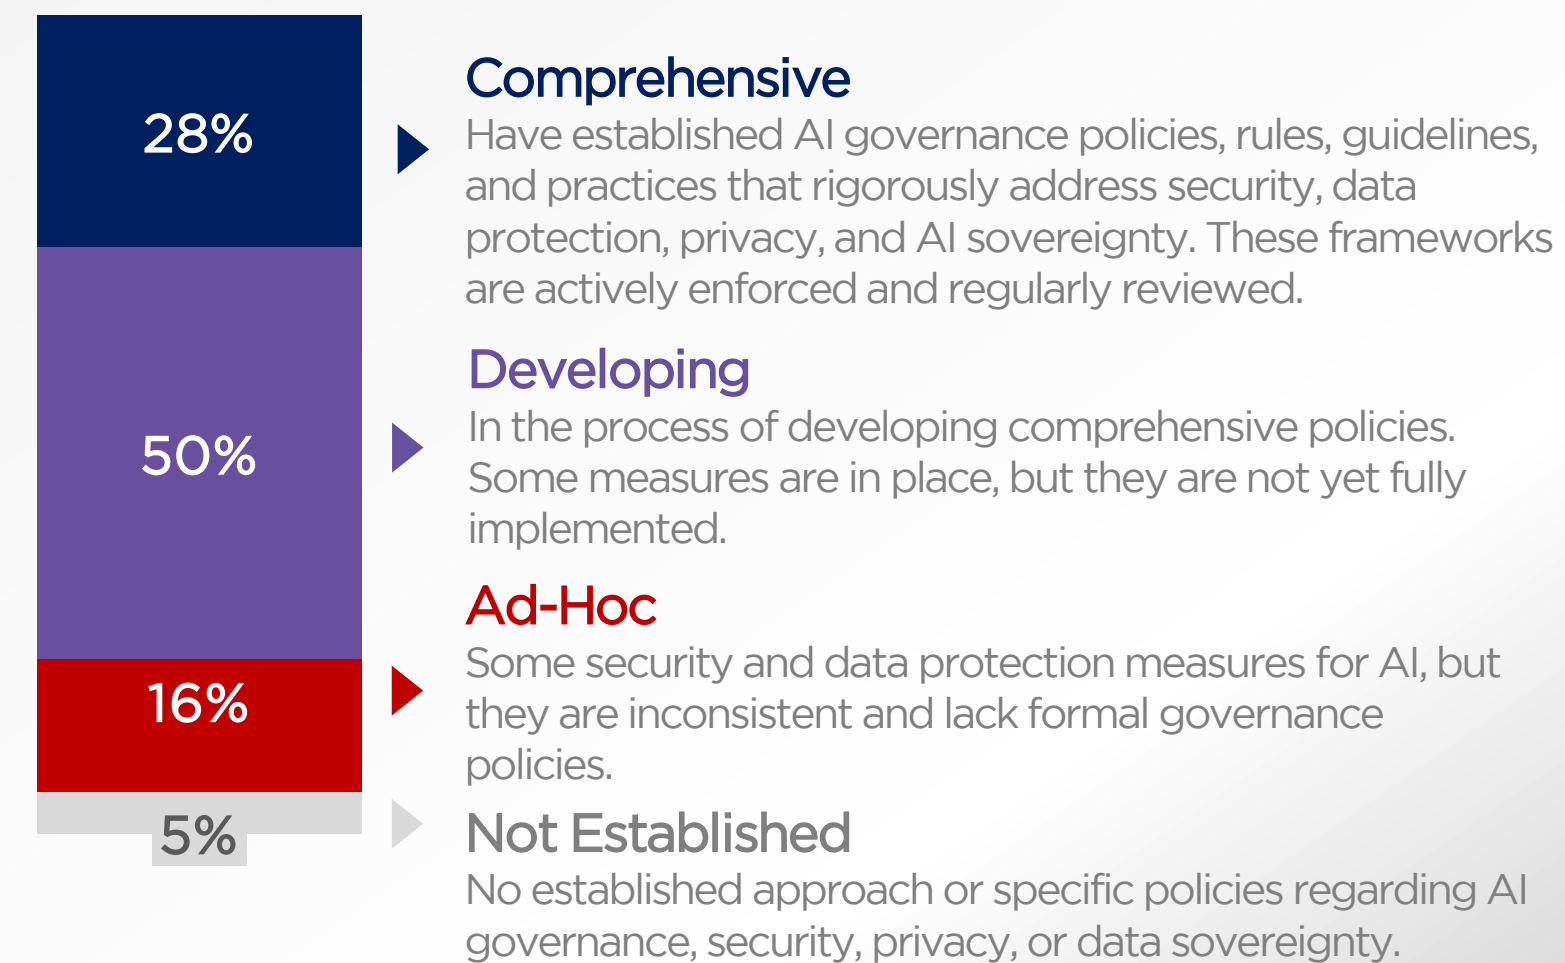 28%
Comprehensive
Have established AI governance policies, rules, guidelines,
and practices that rigorously address security, data
protection, privacy, and AI sovereignty. These frameworks
are actively enforced and regularly reviewed.
50%
Developing
In the process of developing comprehensive policies.
Some measures are in place, but they are not yet fully
implemented.
16%
Ad-Hoc
Some security and data protection measures for AI, but
they are inconsistent and lack formal governance
policies.
5%
Not Established
No established approach or specific policies regarding AI
governance, security, privacy, or data sovereignty.